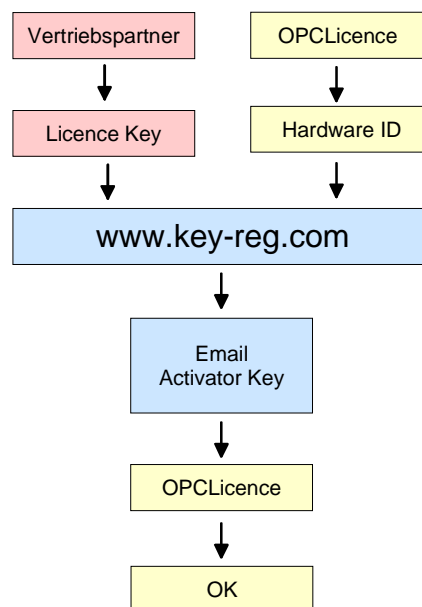 Vertriebspartner
OPCLicence
Licence Key
Hardware ID
www.key-reg.com
Email
Activator Key
OPCLicence
OK